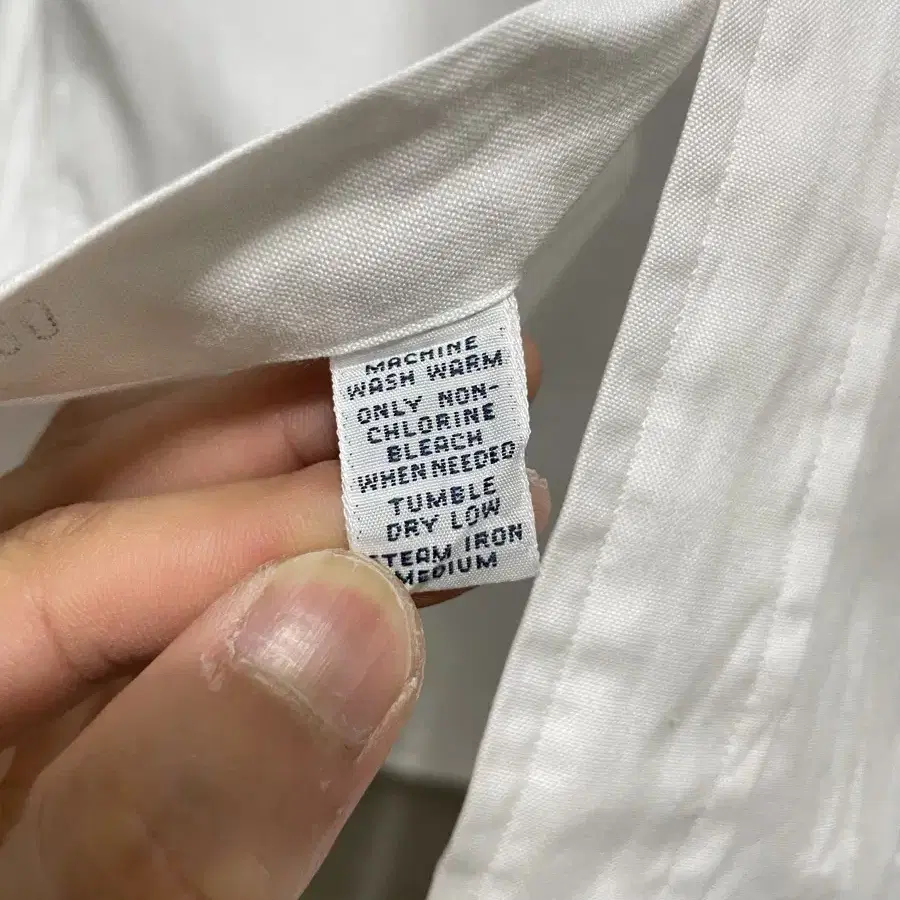 MACHINE
WASH WARM
ONLY NON-
CHLORINE
BLEACH
WHEN NEEDED
TUMBLE
DRY LOW
STEAM IRON
MEDIUM